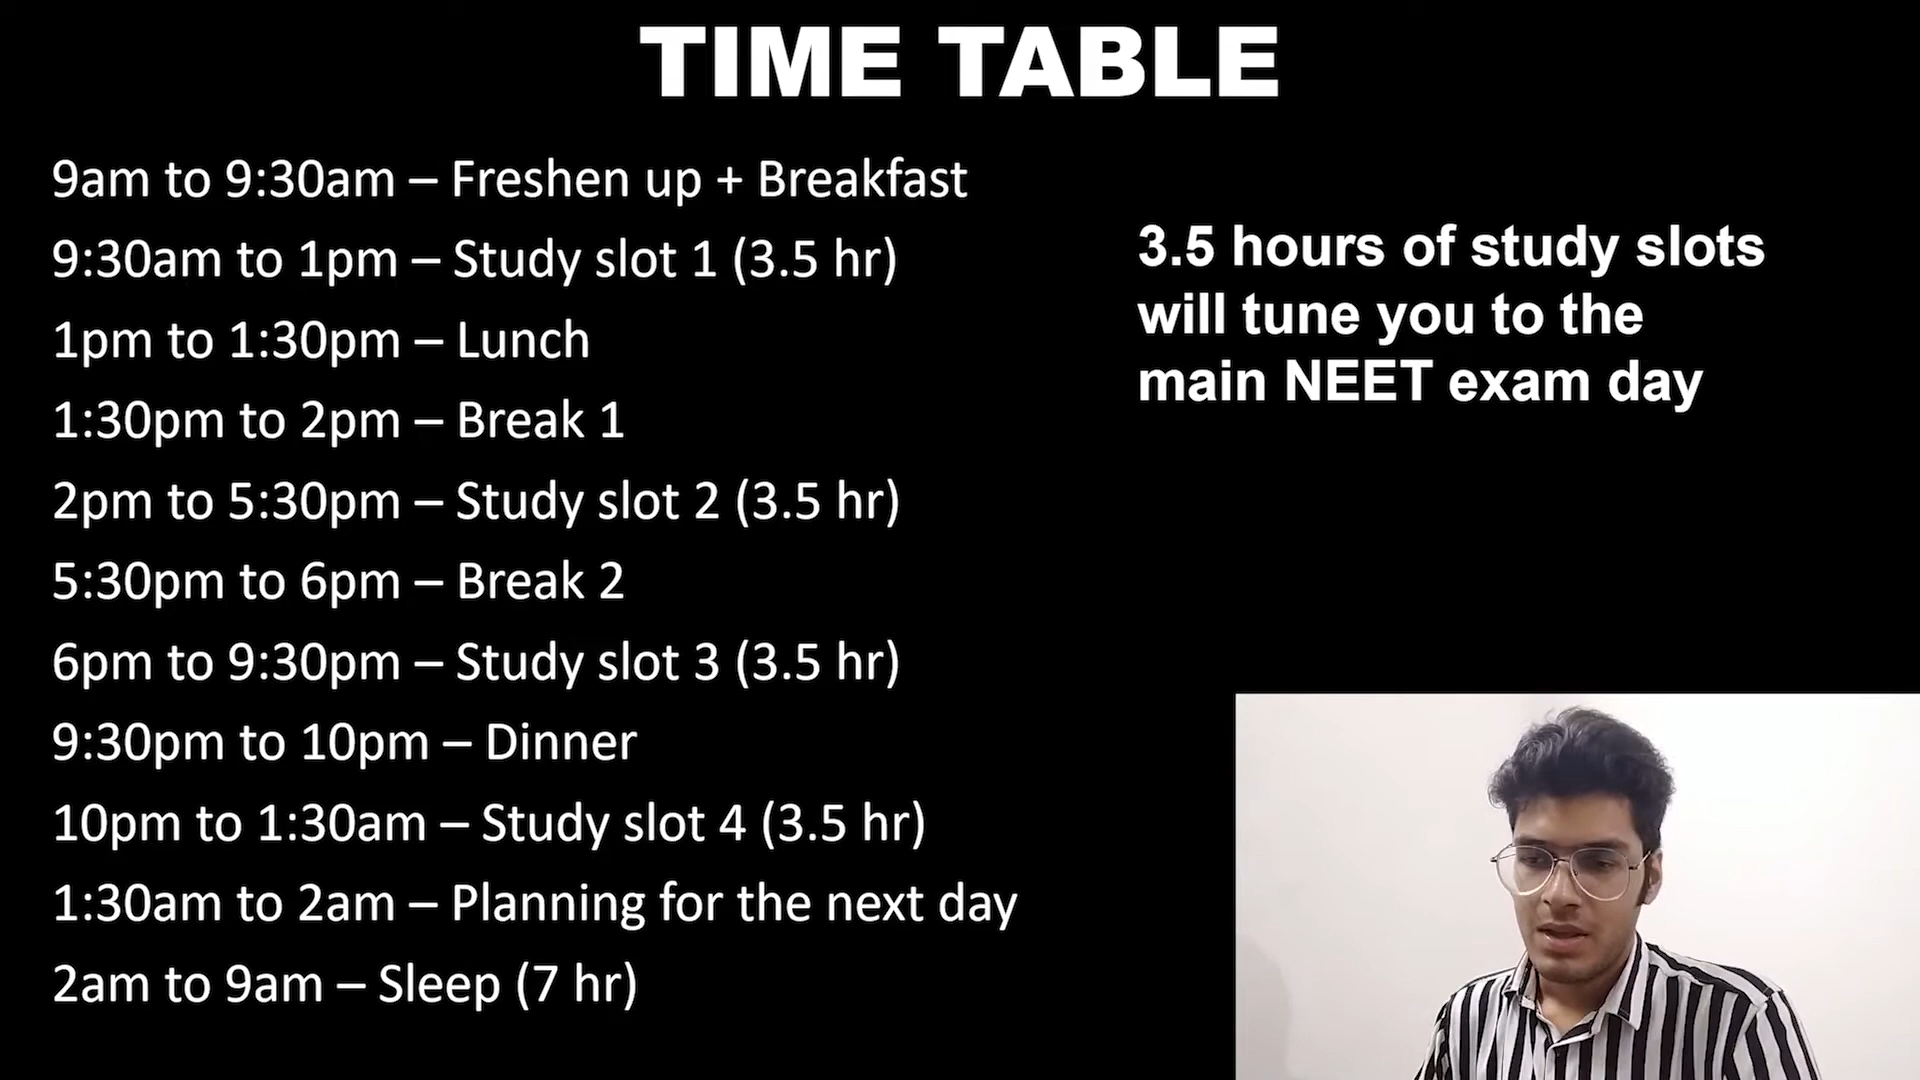 TIME TABLE
9am to 9:30am – Freshen up + Breakfast
9:30am to 1pm – Study slot 1 (3.5 hr)
1pm to 1:30pm – Lunch
1:30pm to 2pm – Break 1
2pm to 5:30pm – Study slot 2 (3.5 hr)
5:30pm to 6pm – Break 2
6pm to 9:30pm – Study slot 3 (3.5 hr)
9:30pm to 10pm – Dinner
10pm to 1:30am – Study slot 4 (3.5 hr)
1:30am to 2am – Planning for the next day
2am to 9am – Sleep (7 hr)
3.5 hours of study slots
will tune you to the
main NEET exam day